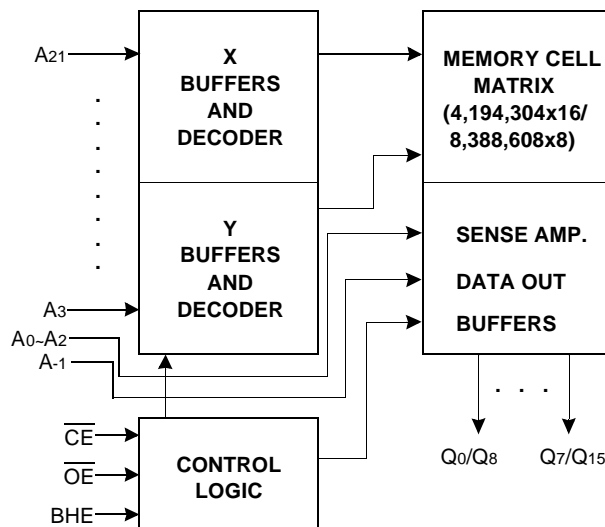 A21
X
BUFFERS
AND
DECODER
MEMORY CELL
MATRIX
(4,194,304x16/
8,388,608x8)
Y
BUFFERS
AND
DECODER
SENSE AMP.
DATA OUT
BUFFERS
A3
A0~A2
A-1
CE
OE
BHE
CONTROL
LOGIC
Q0/Q8
Q7/Q15